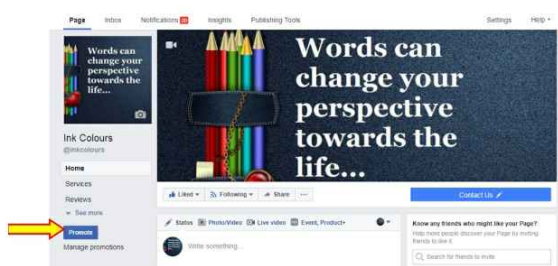 Page Inbox Notifications Insights Publishing Tools Settings Help
Words can
change your
perspective
towards the
life...
Words can
change your
perspective
towards the
life...
Ink Colours
@inkcolours
Home
Services
Reviews
See more
Promote
Manage promotions
Liked Following Share ...
Contact Us
Status Photo/Video Live video Event, Product+
Write something...
Know any friends who might like your Page?
Help more people discover your Page by inviting
friends to like it
Search for friends to invite